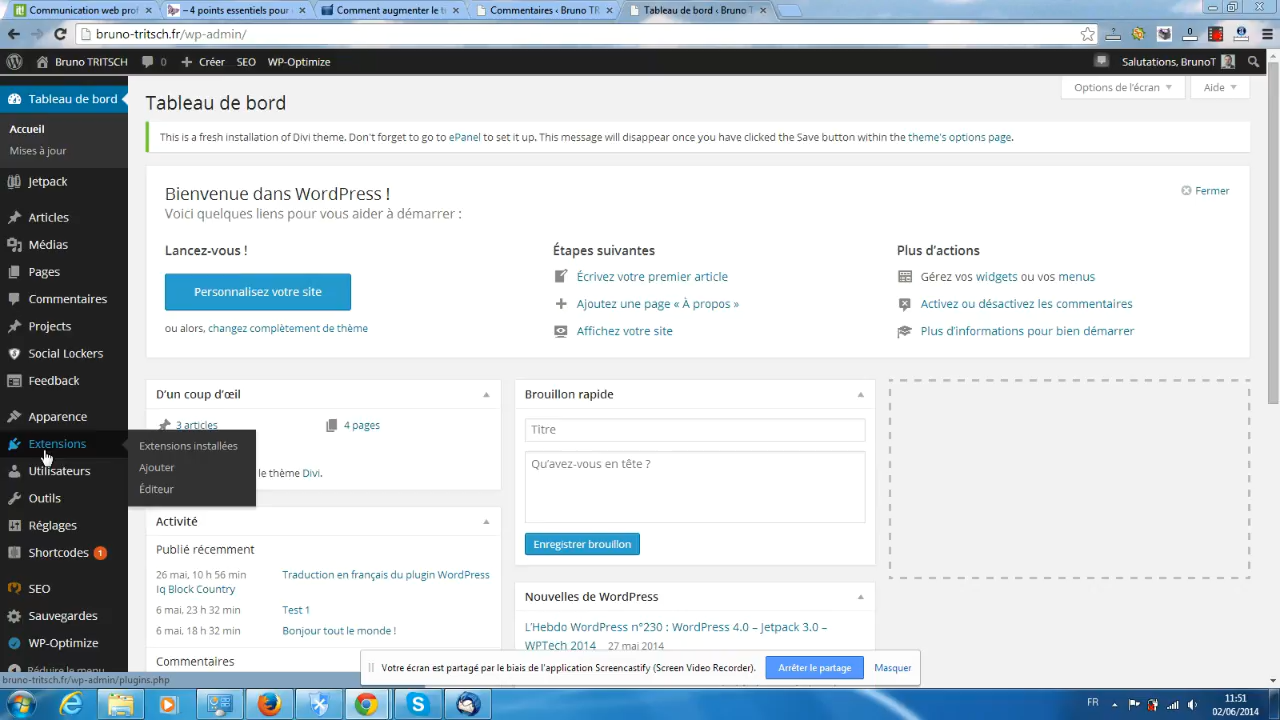 Communication web prof
– 4 points essentiels pour
Comment augmenter le t
Commentaires ‹ Bruno TR
Tableau de bord ‹ Bruno T
bruno-tritsch.fr/wp-admin/
Bruno TRITSCH
0
Créer
SEO
WP-Optimize
Salutations, BrunoT
Tableau de bord
Accueil
Mises à jour
Jetpack
Articles
Médias
Pages
Commentaires
Projects
Social Lockers
Feedback
Apparence
Extensions
Utilisateurs
Outils
Réglages
Shortcodes 1
SEO
Sauvegardes
WP-Optimize
Réduire le menu
Extensions installées
Ajouter
Éditeur
Tableau de bord
Options de l'écran
Aide
This is a fresh installation of Divi theme. Don't forget to go to ePanel to set it up. This message will disappear once you have clicked the Save button within the theme's options page.
Bienvenue dans WordPress !
Fermer
Voici quelques liens pour vous aider à démarrer :
Lancez-vous !
Personnalisez votre site
ou alors, changez complètement de thème
Étapes suivantes
Écrivez votre premier article
Ajoutez une page « À propos »
Affichez votre site
Plus d'actions
Gérez vos widgets ou vos menus
Activez ou désactivez les commentaires
Plus d'informations pour bien démarrer
D'un coup d'œil
3 articles
4 pages
le thème Divi.
Activité
Publié récemment
26 mai, 10 h 56 min Traduction en français du plugin WordPress
Iq Block Country
6 mai, 23 h 32 min Test 1
6 mai, 18 h 32 min Bonjour tout le monde !
Commentaires
Brouillon rapide
Titre
Qu'avez-vous en tête ?
Enregistrer brouillon
Nouvelles de WordPress
L'Hebdo WordPress n°230 : WordPress 4.0 – Jetpack 3.0 –
WPTech 2014 27 mai 2014
Votre écran est partagé par le biais de l'application Screencastify (Screen Video Recorder).
Arrêter le partage
Masquer
bruno-tritsch.fr/wp-admin/plugins.php
FR
11:51
02/06/2014